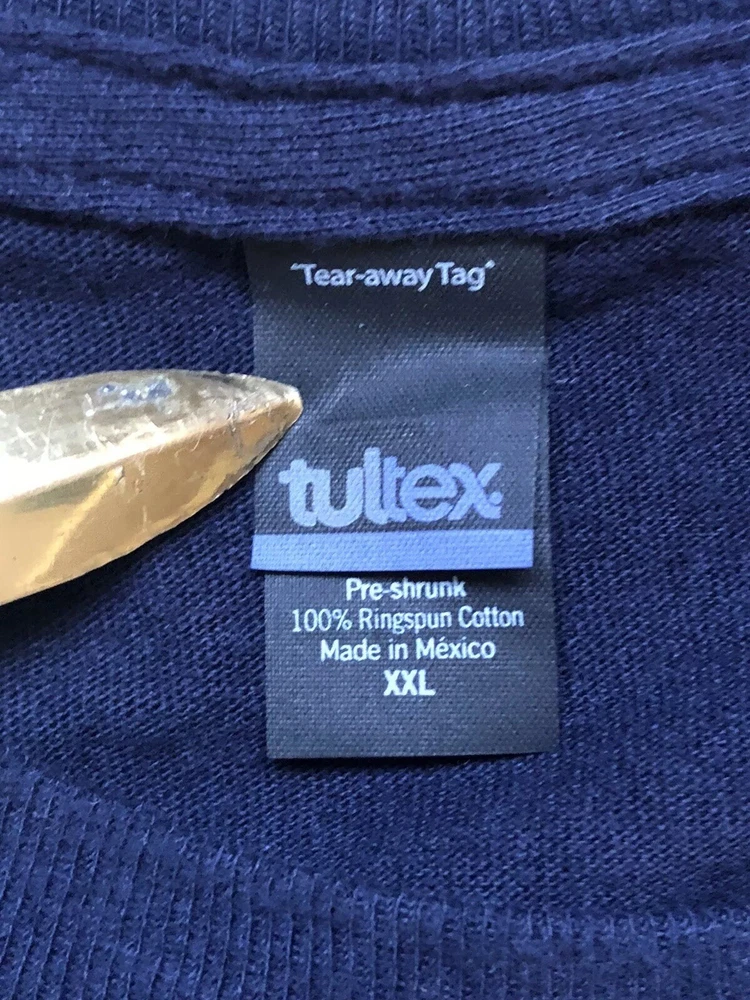 "Tear-away Tag"
tultex.
Pre-shrunk
100% Ringspun Cotton
Made in México
XXL